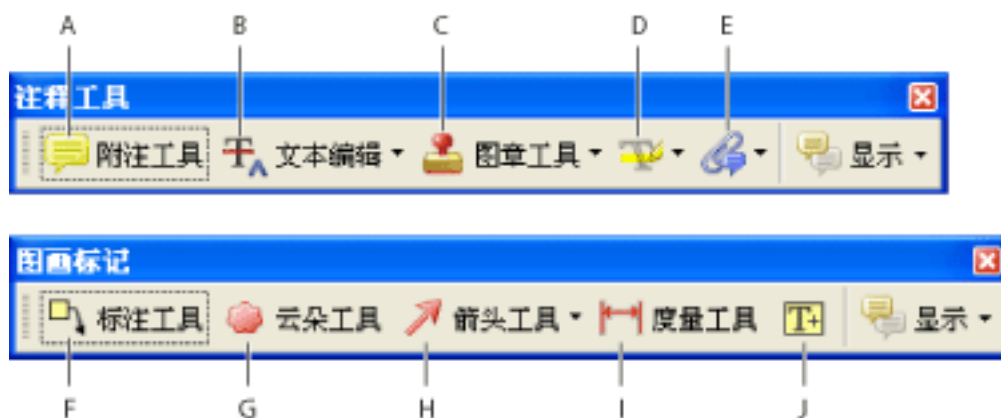 A B C D E
注释工具
附注工具 文本编辑 图章工具 显示
图画标记
标注工具 云朵工具 箭头工具 度量工具 T+ 显示
F G H I J